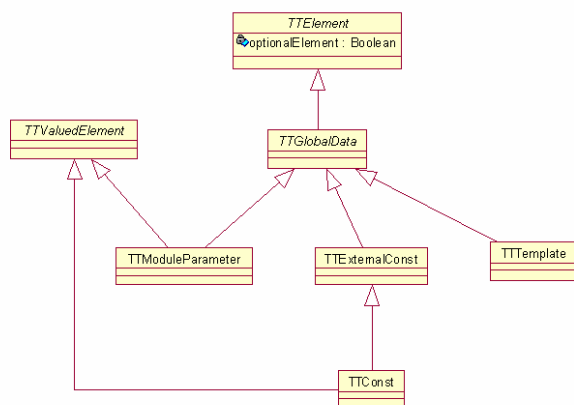 TTElement
optionalElement : Boolean
TTValuedElement
TTGlobalData
TTModuleParameter
TTExternalConst
TTTemplate
TTConst